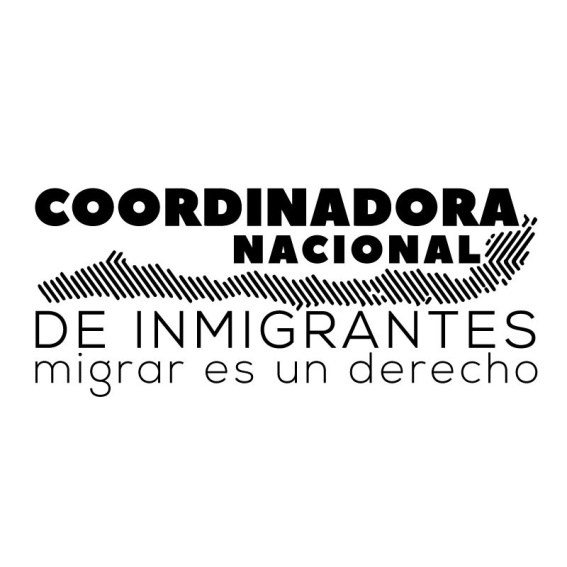 COORDINADORA
NACIONAL
DE INMIGRANTES
migrar es un derecho